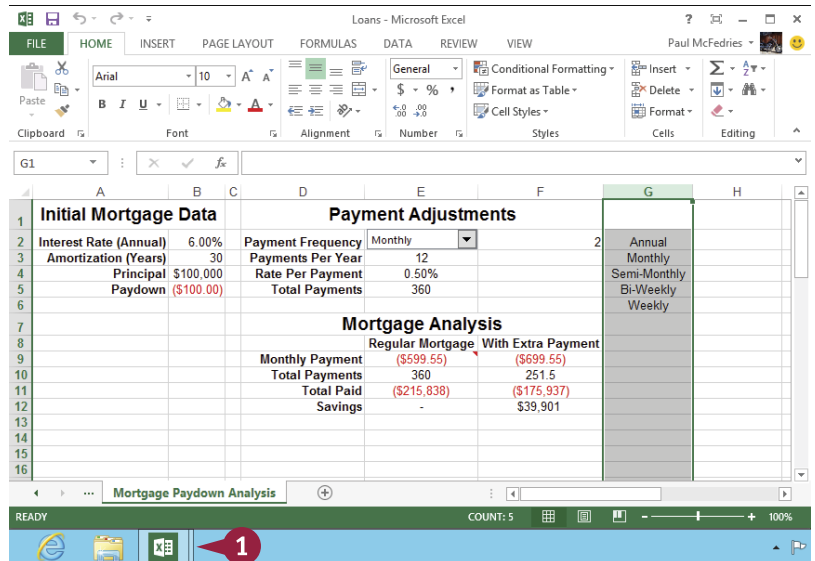 Loans - Microsoft Excel ?
FILE HOME INSERT PAGE LAYOUT FORMULAS DATA REVIEW VIEW Paul McFedries
Paste
Arial 10 A A
B I U A
General
$ % ,
.0 .00
.00 .0
Conditional Formatting
Format as Table
Cell Styles
Insert
Delete
Format
Σ A Z
Clipboard Font Alignment Number Styles Cells Editing
G1 fx
A B C D E F G H
1 Initial Mortgage Data Payment Adjustments
2 Interest Rate (Annual) 6.00% Payment Frequency Monthly 2 Annual
3 Amortization (Years) 30 Payments Per Year 12 Monthly
4 Principal $100,000 Rate Per Payment 0.50% Semi-Monthly
5 Paydown ($100.00) Total Payments 360 Bi-Weekly
6 Weekly
7 Mortgage Analysis
8 Regular Mortgage With Extra Payment
9 Monthly Payment ($599.55) ($699.55)
10 Total Payments 360 251.5
11 Total Paid ($215,838) ($175,937)
12 Savings - $39,901
13
14
15
16
... Mortgage Paydown Analysis
READY COUNT: 5 - + 100%
1